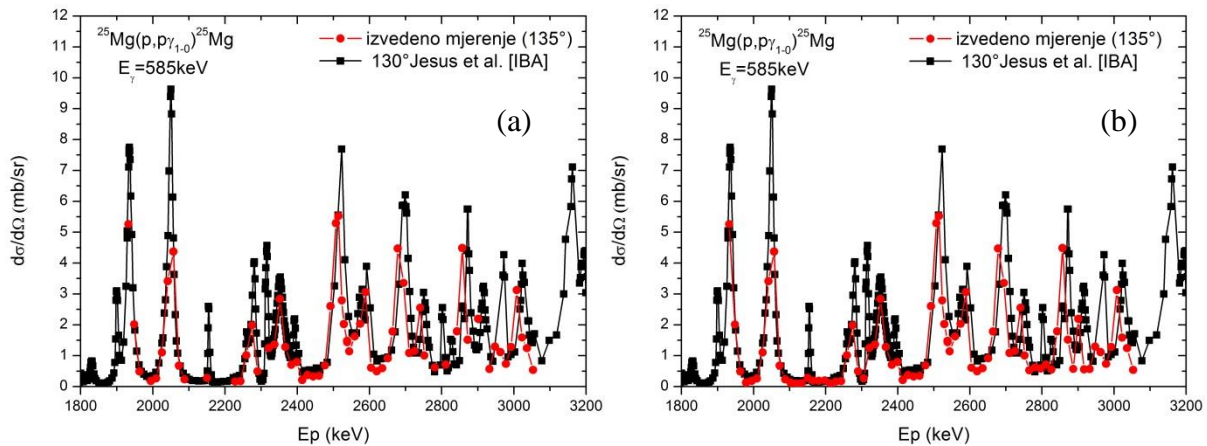 12
11
10
9
8
7
6
5
4
3
2
1
0
dσ/dΩ (mb/sr)
²⁵Mg(p,pγ₁₋₀)²⁵Mg
E_γ=585keV
izvedeno mjerenje (135°)
130°Jesus et al. [IBA]
(a)
1800 2000 2200 2400 2600 2800 3000 3200
Ep (keV)
12
11
10
9
8
7
6
5
4
3
2
1
0
dσ/dΩ (mb/sr)
²⁵Mg(p,pγ₁₋₀)²⁵Mg
E_γ=585keV
izvedeno mjerenje (135°)
130°Jesus et al. [IBA]
(b)
1800 2000 2200 2400 2600 2800 3000 3200
Ep (keV)